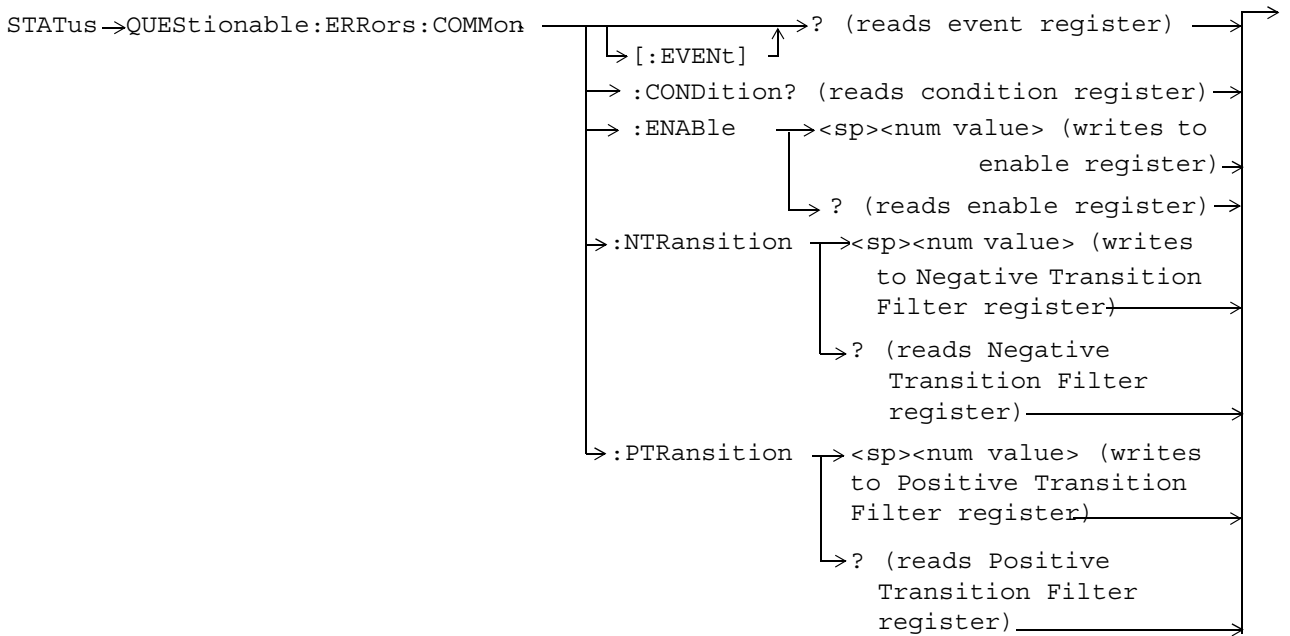 STATus QUEStionable:ERRors:COMMon ? (reads event register)
[:EVENt]
:CONDition? (reads condition register)
:ENABle <sp><num value> (writes to
enable register)
? (reads enable register)
:NTRansition <sp><num value> (writes
to Negative Transition
Filter register)
? (reads Negative
Transition Filter
register)
:PTRansition <sp><num value> (writes
to Positive Transition
Filter register)
? (reads Positive
Transition Filter
register)